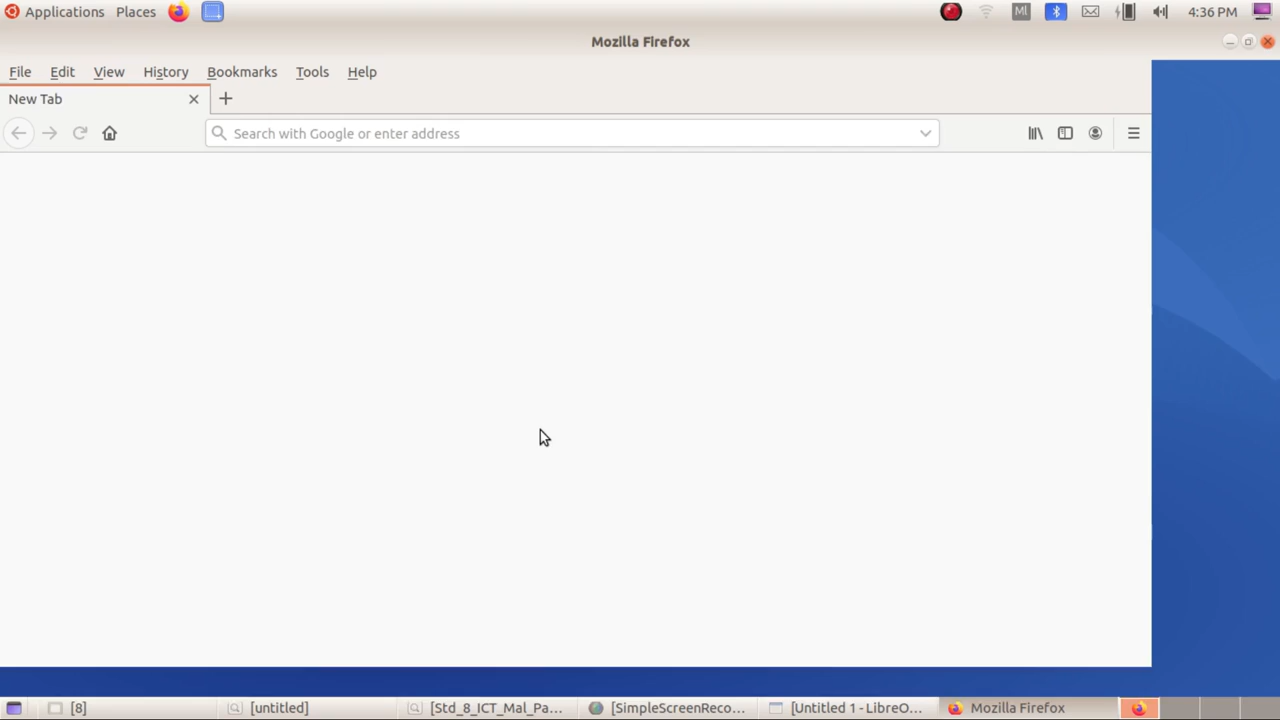 Applications Places Ml 4:36 PM
Mozilla Firefox
File Edit View History Bookmarks Tools Help
New Tab
Search with Google or enter address
[8] [untitled] [Std_8_ICT_Mal_Pa... [SimpleScreenReco... [Untitled 1 - LibreO... Mozilla Firefox